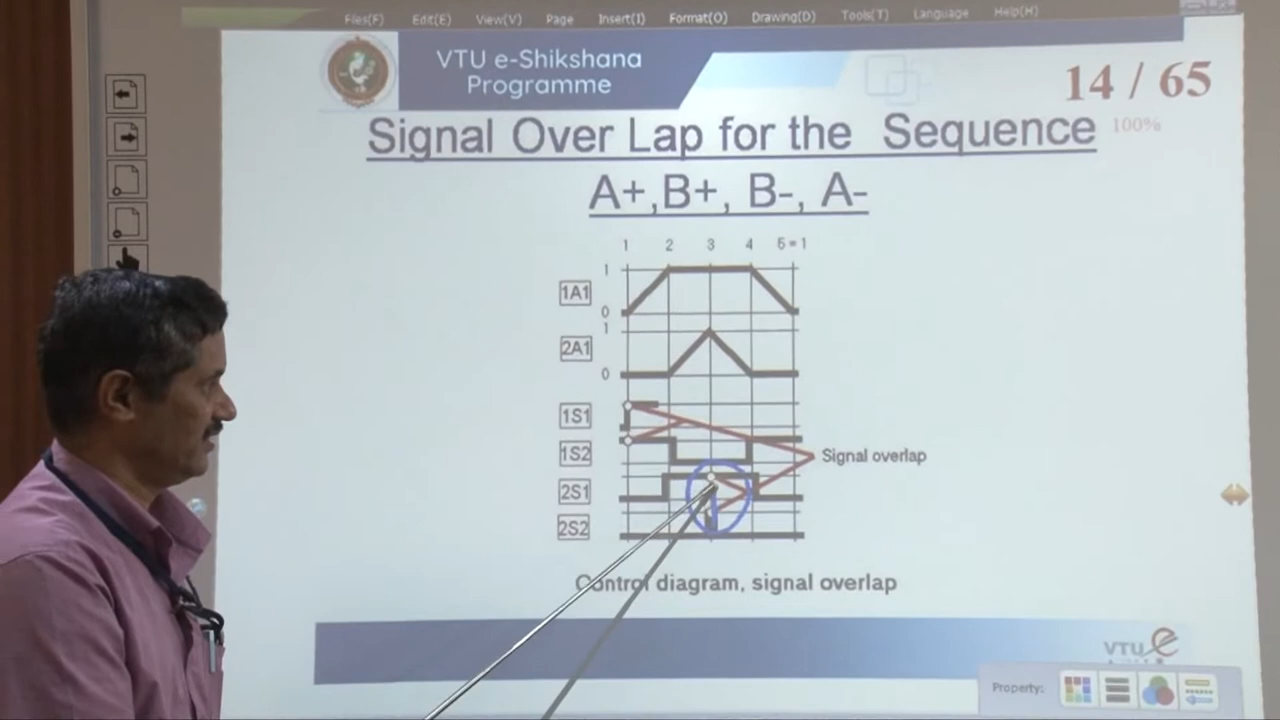 Files(F) Edit(E) View(V) Page Insert(I) Format(O) Drawing(D) Tools(T) Language Help(H)
VTU e-Shikshana
Programme
14 / 65
100%
Signal Over Lap for the Sequence
A+,B+, B-, A-
1 2 3 4 5=1
1
1A1
0
1
2A1
0
1S1
1S2
Signal overlap
2S1
2S2
Control diagram, signal overlap
VTU e
Property: